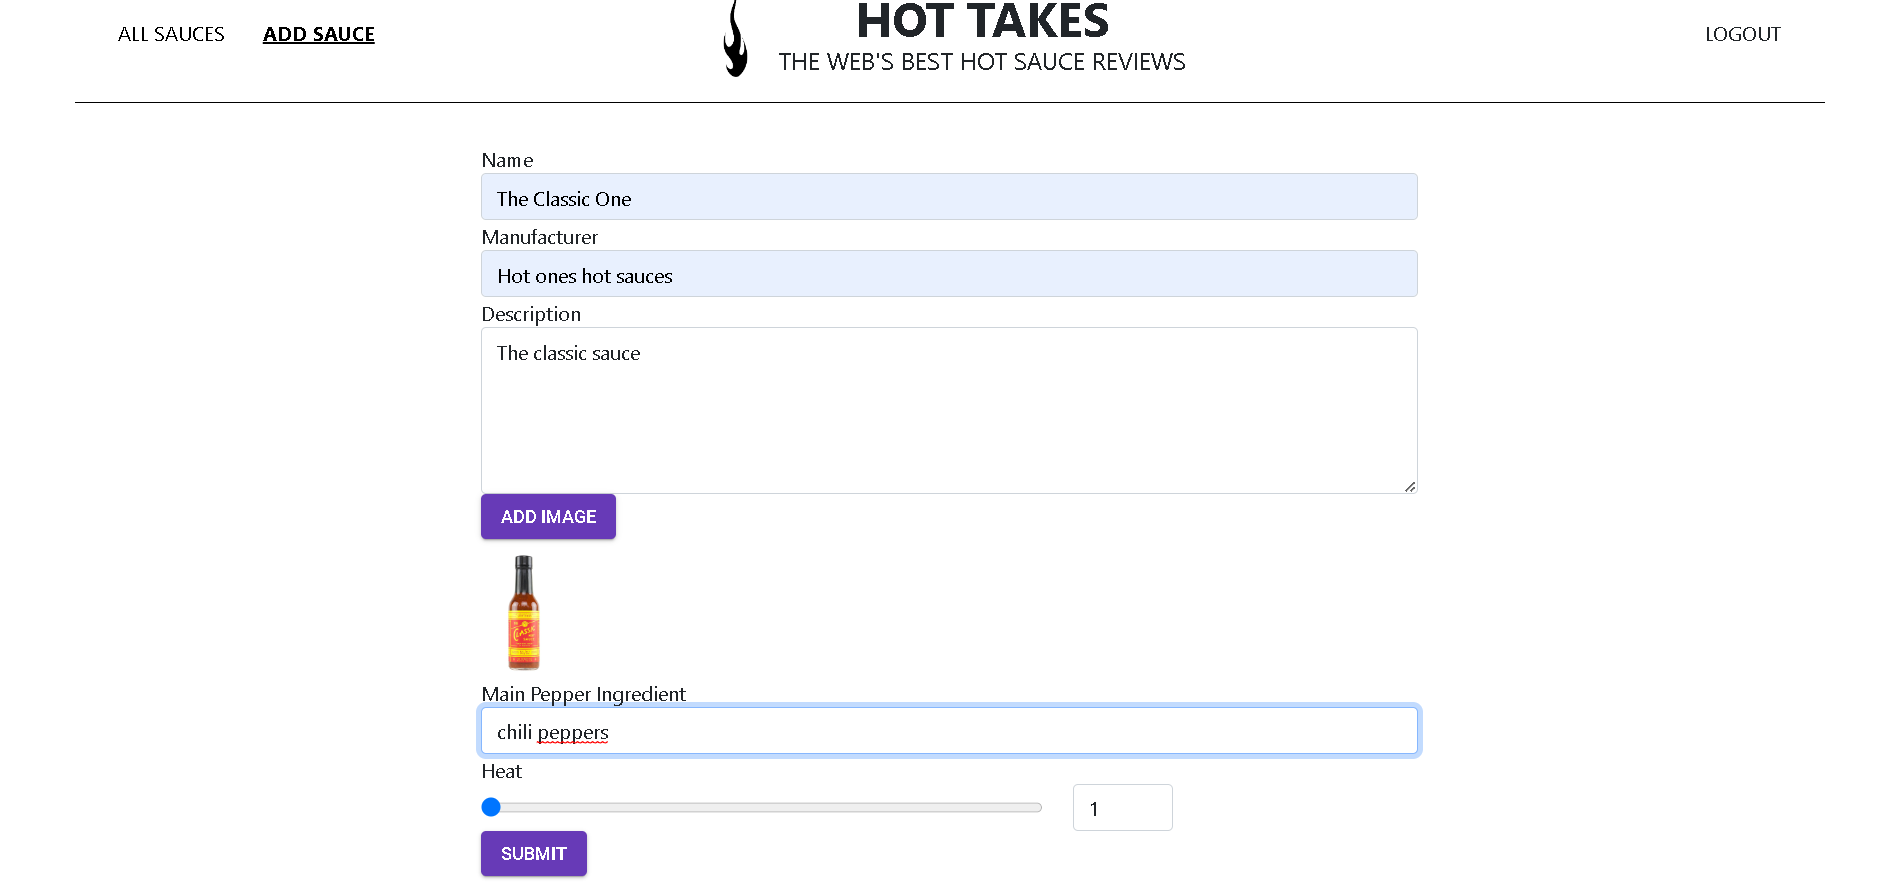 ALL SAUCES ADD SAUCE HOT TAKES LOGOUT
THE WEB'S BEST HOT SAUCE REVIEWS
Name
The Classic One
Manufacturer
Hot ones hot sauces
Description
The classic sauce
ADD IMAGE
CLASSIC
Main Pepper Ingredient
chili peppers
Heat
1
SUBMIT